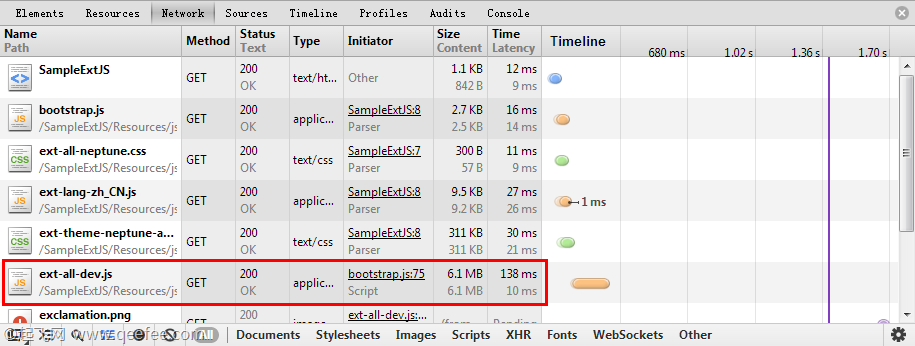 Elements Resources Network Sources Timeline Profiles Audits Console
Name Path Method Status Text Type Initiator Size Content Time Latency Timeline 680 ms 1.02 s 1.36 s 1.70 s
SampleExtJS GET 200 OK text/ht... Other 1.1 KB 842 B 12 ms 9 ms
bootstrap.js /SampleExtJS/Resources/js GET 200 OK applic... SampleExtJS:8 Parser 2.7 KB 2.5 KB 16 ms 14 ms
ext-all-neptune.css /SampleExtJS/Resources/js GET 200 OK text/css SampleExtJS:7 Parser 300 B 57 B 11 ms 9 ms
ext-lang-zh_CN.js /SampleExtJS/Resources/js GET 200 OK applic... SampleExtJS:8 Parser 9.5 KB 9.2 KB 27 ms 26 ms 1 ms
ext-theme-neptune-a... /SampleExtJS/Resources/js GET 200 OK text/css SampleExtJS:8 Parser 311 KB 311 KB 30 ms 21 ms
ext-all-dev.js /SampleExtJS/Resources/js GET 200 OK applic... bootstrap.js:75 Script 6.1 MB 6.1 MB 138 ms 10 ms
exclamation.png GET 200 image ext-all-dev.js:... (from Pending
www.qeefee.com All Documents Stylesheets Images Scripts XHR Fonts WebSockets Other